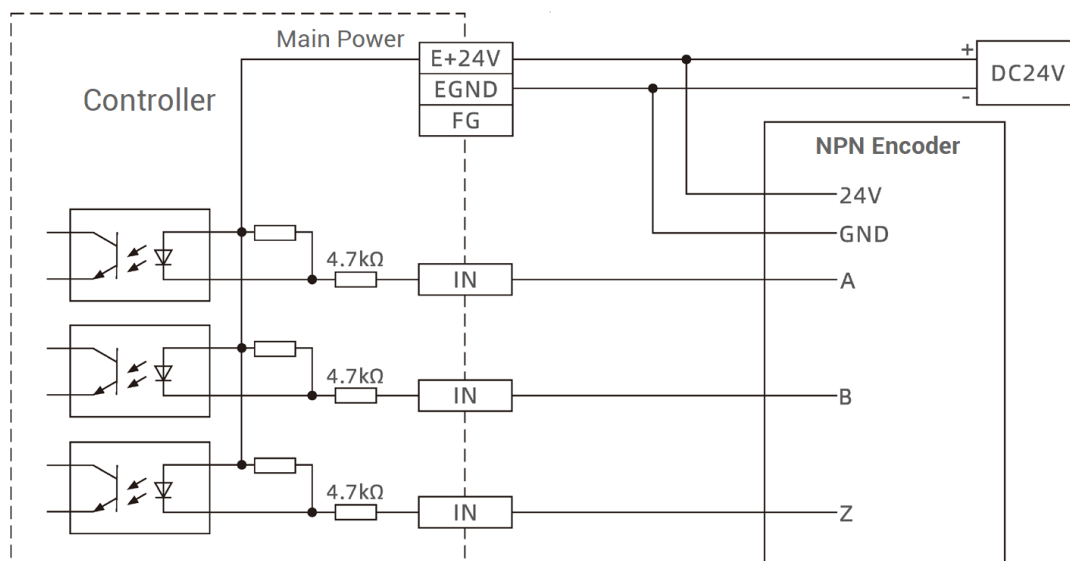 Main Power
E+24V
+
DC24V
Controller
EGND
-
FG
NPN Encoder
24V
GND
4.7kΩ
IN
A
4.7kΩ
IN
B
4.7kΩ
IN
Z